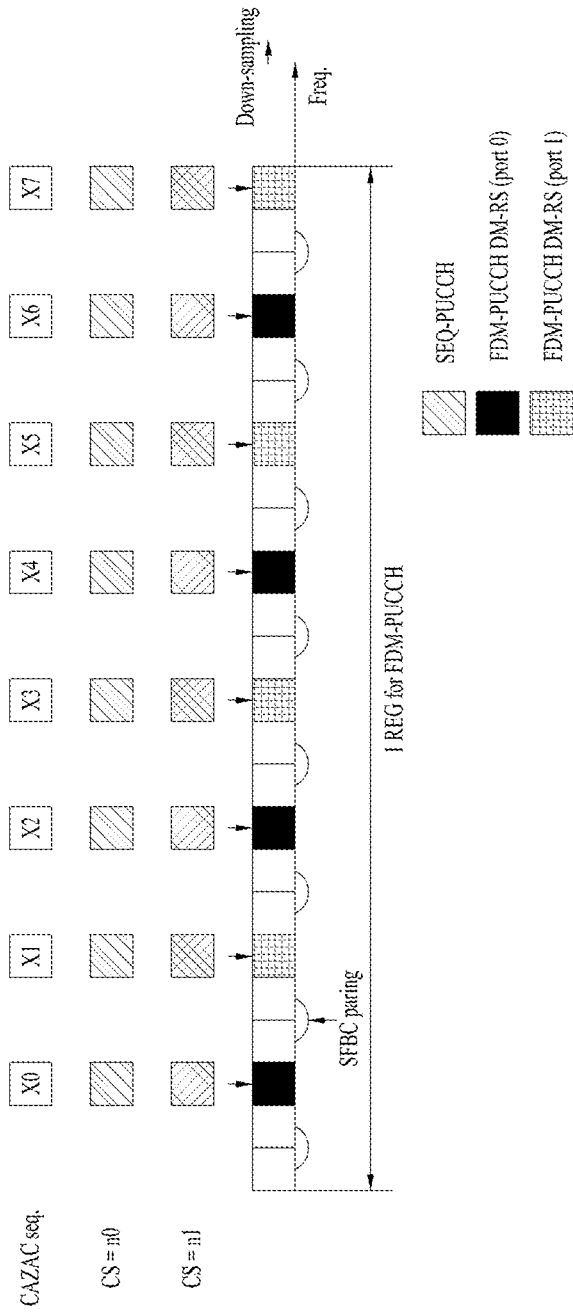 CAZAC seq.
X0
X1
X2
X3
X4
X5
X6
X7
CS = n0
CS = n1
Down-sampling
Freq.
SFBC paring
1 REG for FDM-PUCCH
SEQ-PUCCH
FDM-PUCCH DM-RS (port 0)
FDM-PUCCH DM-RS (port 1)